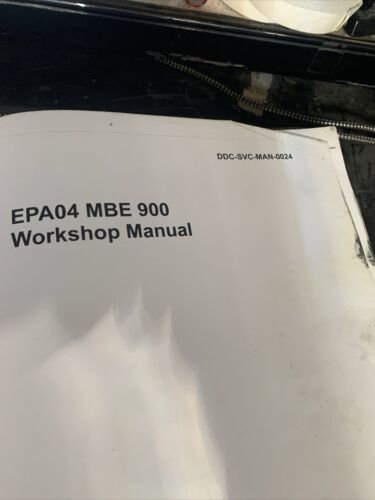 DDC-SVC-MAN-0024
EPA04 MBE 900
Workshop Manual